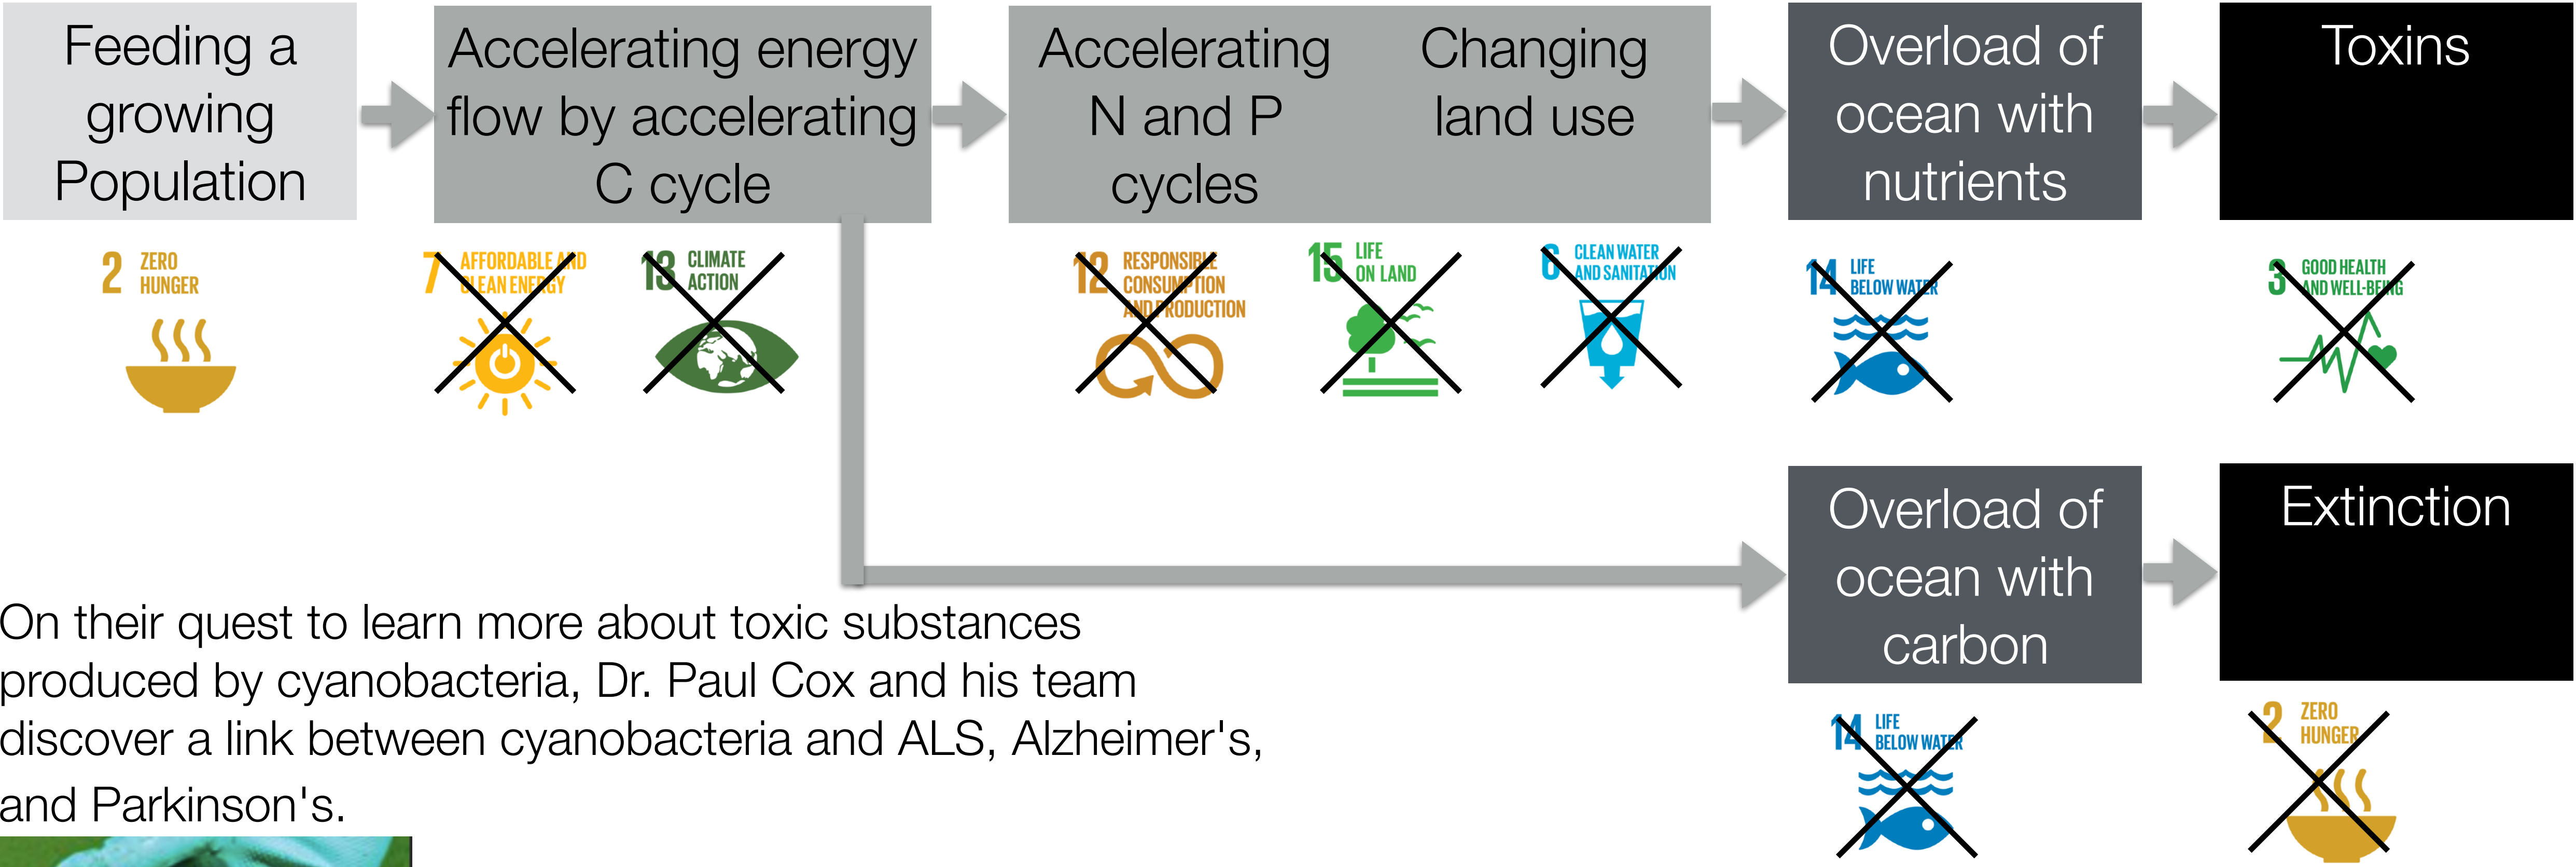 Feeding a
growing
Population
Accelerating energy
flow by accelerating
C cycle
Accelerating
N and P
cycles
Changing
land use
Overload of
ocean with
nutrients
Toxins
2 ZERO
HUNGER
7 AFFORDABLE AND
CLEAN ENERGY
13 CLIMATE
ACTION
12 RESPONSIBLE
CONSUMPTION
AND PRODUCTION
15 LIFE
ON LAND
6 CLEAN WATER
AND SANITATION
14 LIFE
BELOW WATER
3 GOOD HEALTH
AND WELL-BEING
Overload of
ocean with
carbon
Extinction
On their quest to learn more about toxic substances
produced by cyanobacteria, Dr. Paul Cox and his team
discover a link between cyanobacteria and ALS, Alzheimer's,
and Parkinson's.
14 LIFE
BELOW WATER
2 ZERO
HUNGER